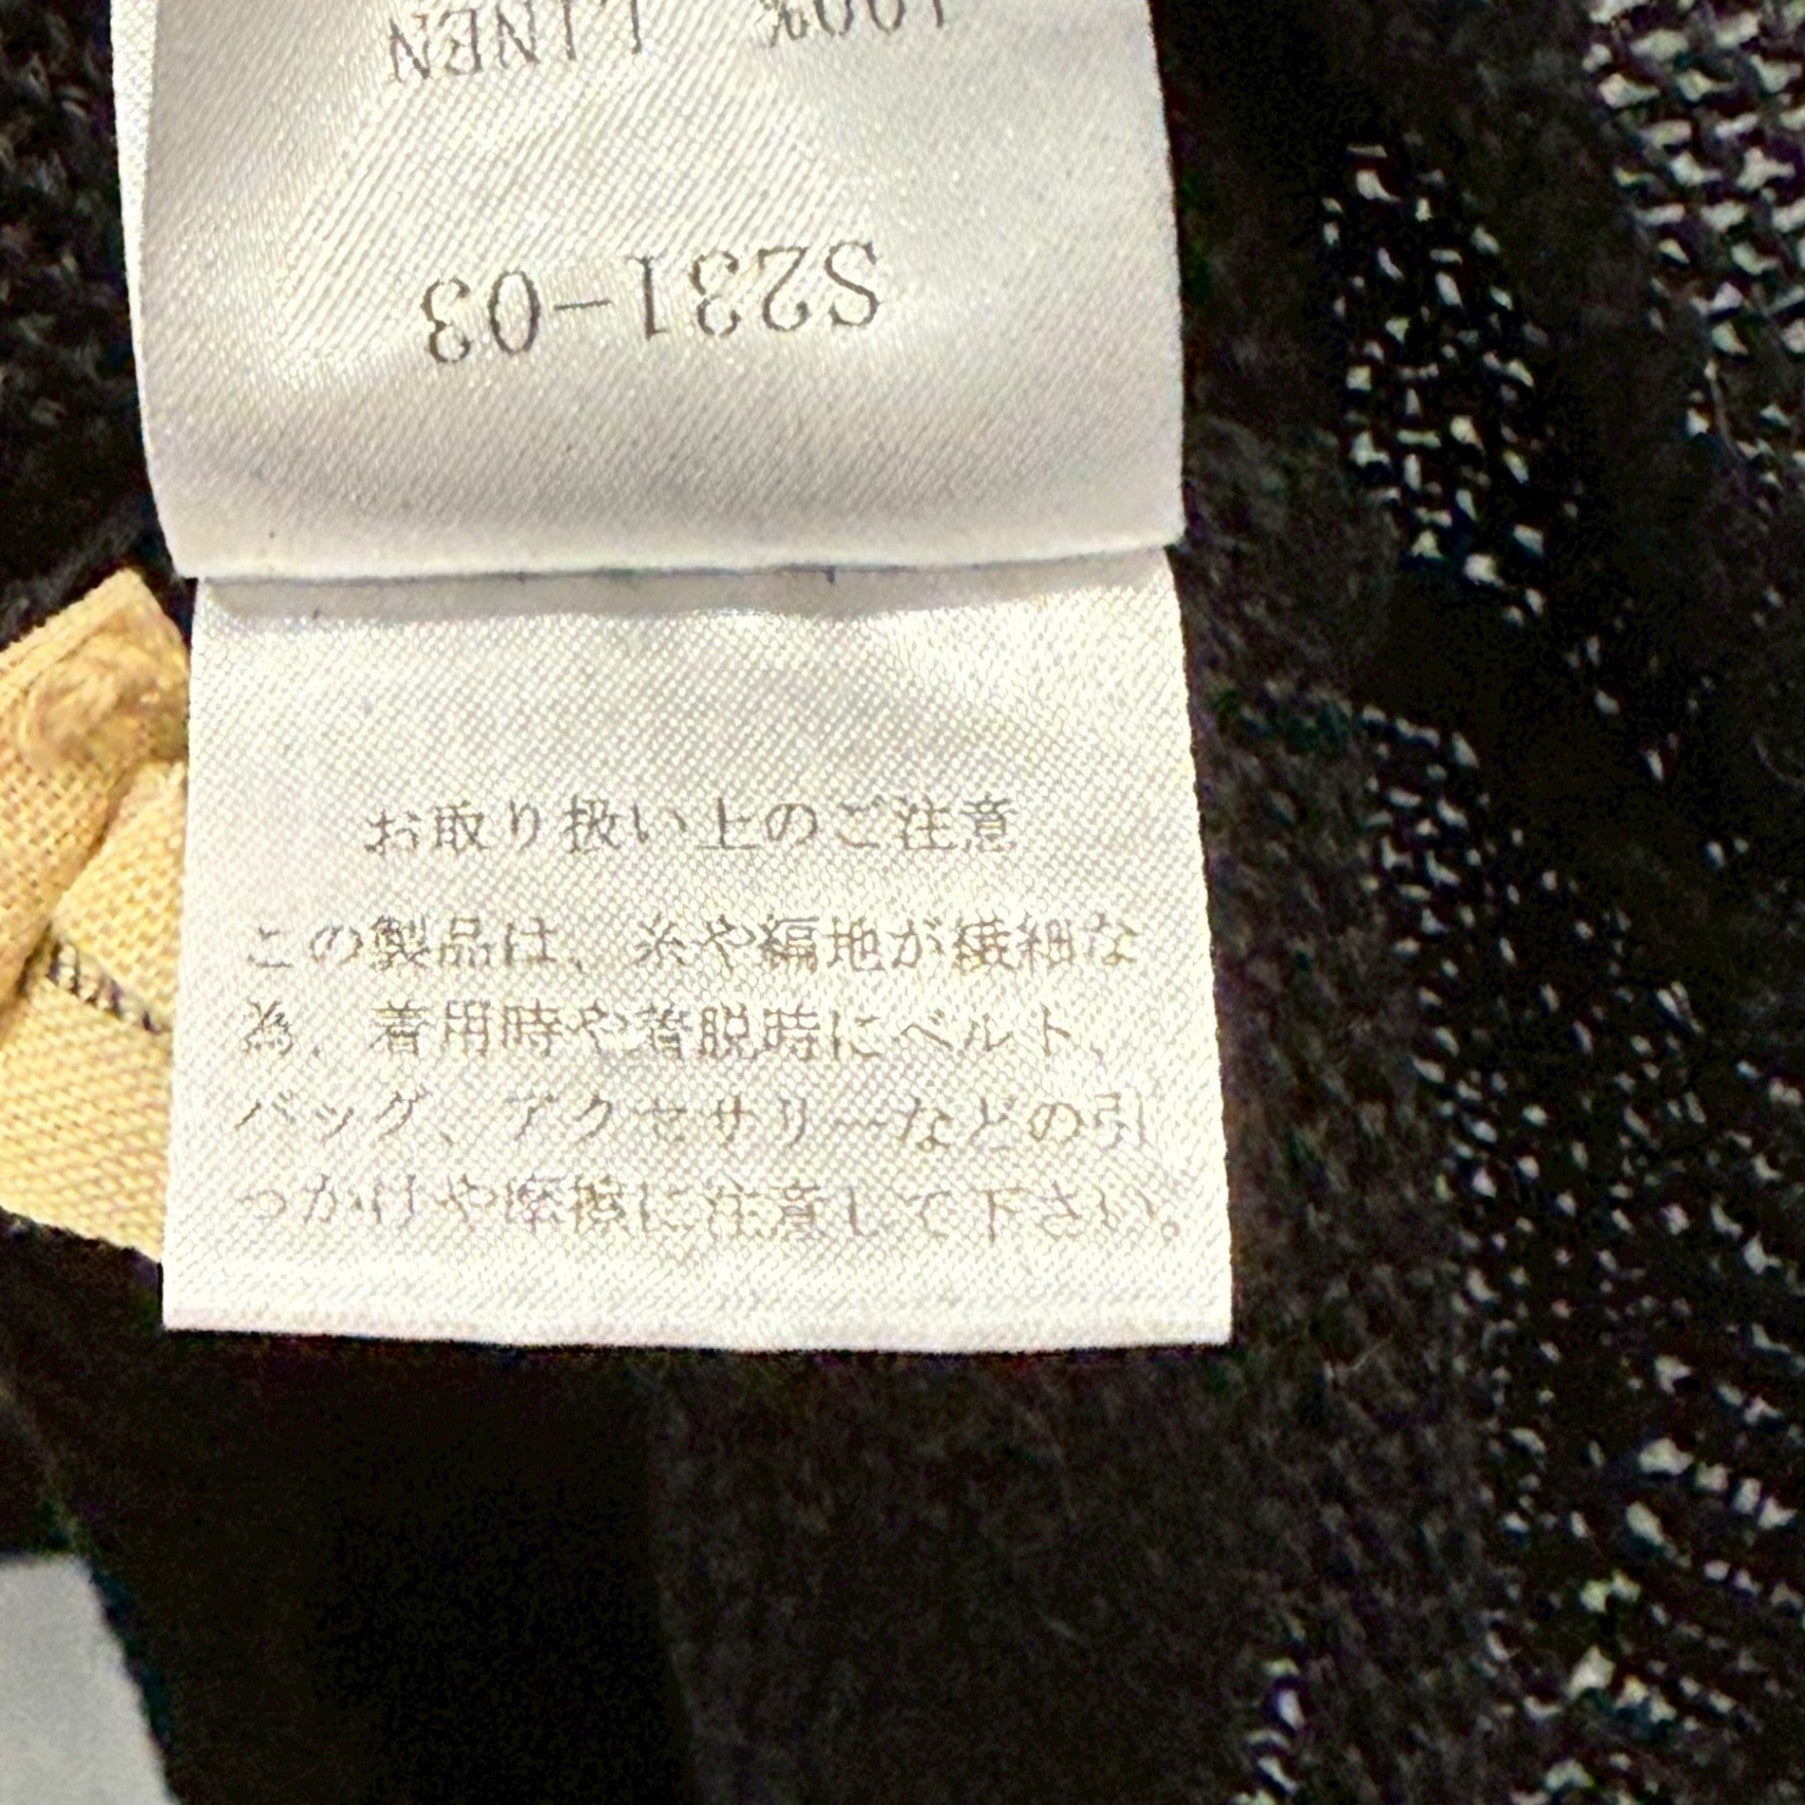 100% LINEN
S231-03
お取り扱い上のご注意
この製品は、糸や編地が繊細な
為、着用時や着脱時にベルト、
バッグ、アクセサリーなどの引
っかけや摩擦に注意して下さい。